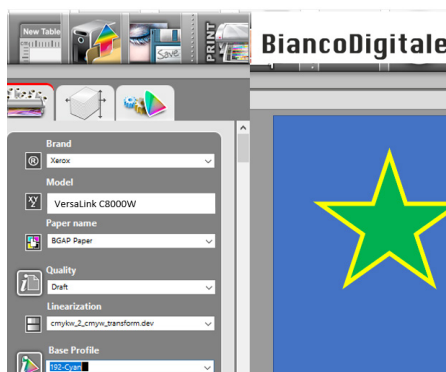 New Table
Save
PRINT
BiancoDigitale
Brand
® Xerox
Model
xy VersaLink C8000W
Paper name
BGAP Paper
Quality
Draft
Linearization
cmykw_2_cmyw_transform.dev
Base Profile
192-Cyan